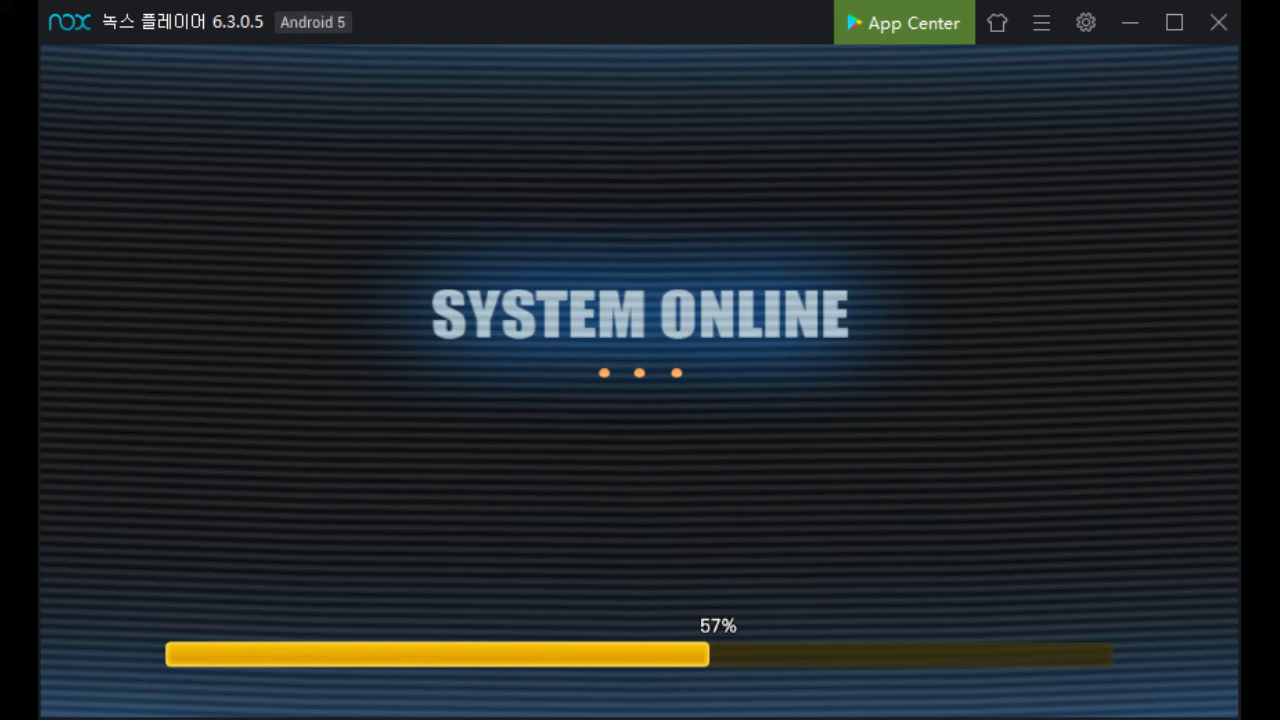 nox 녹스 플레이어 6.3.0.5 Android 5 App Center
SYSTEM ONLINE
57%